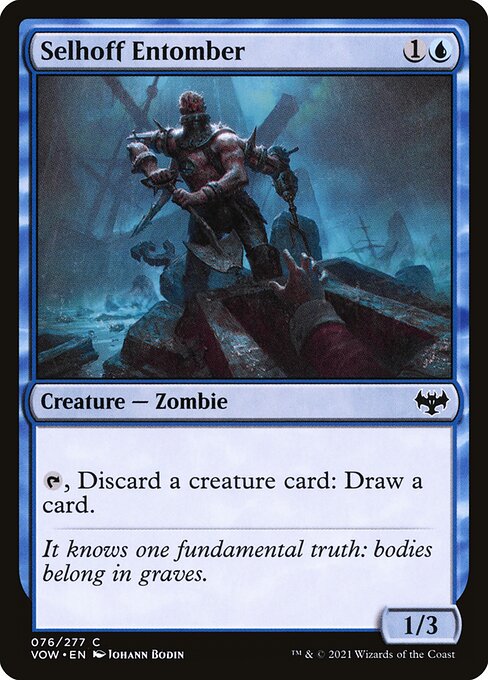 Selhoff Entomber 1
Creature — Zombie
, Discard a creature card: Draw a
card.
It knows one fundamental truth: bodies
belong in graves.
1/3
076/277 C
VOW • EN Johann Bodin
™ & © 2021 Wizards of the Coast